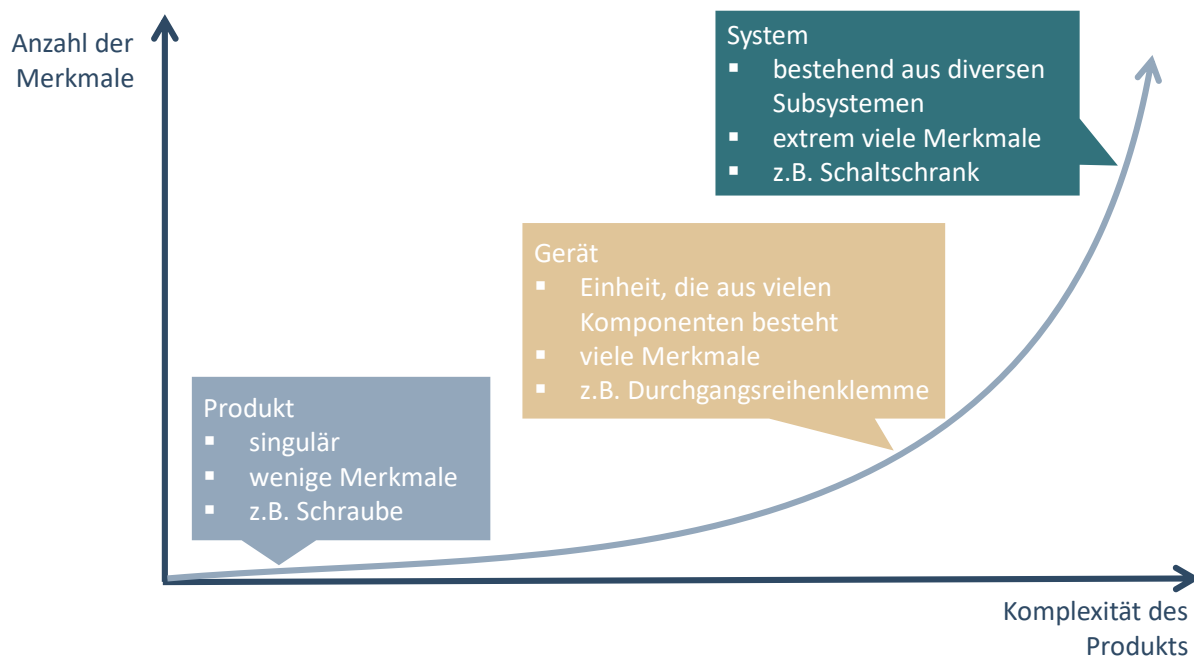 Anzahl der
Merkmale
System
▪ bestehend aus diversen
Subsystemen
▪ extrem viele Merkmale
▪ z.B. Schaltschrank
Gerät
▪ Einheit, die aus vielen
Komponenten besteht
▪ viele Merkmale
▪ z.B. Durchgangsreihenklemme
Produkt
▪ singulär
▪ wenige Merkmale
▪ z.B. Schraube
Komplexität des
Produkts